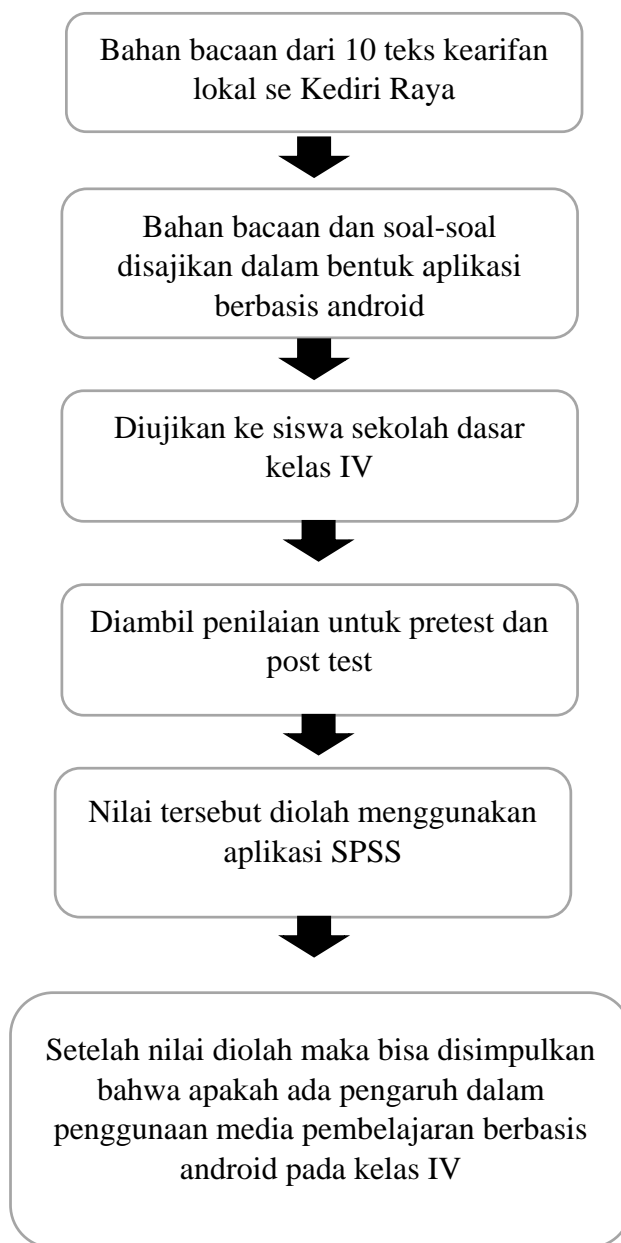 Bahan bacaan dari 10 teks kearifan
lokal se Kediri Raya
Bahan bacaan dan soal-soal
disajikan dalam bentuk aplikasi
berbasis android
Diujikan ke siswa sekolah dasar
kelas IV
Diambil penilaian untuk pretest dan
post test
Nilai tersebut diolah menggunakan
aplikasi SPSS
Setelah nilai diolah maka bisa disimpulkan
bahwa apakah ada pengaruh dalam
penggunaan media pembelajaran berbasis
android pada kelas IV